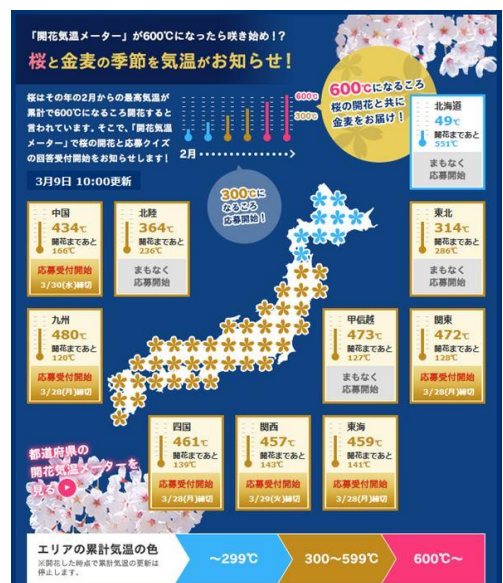 「開花気温メーター」が600℃になったら咲き始め！？
桜と金麦の季節を気温がお知らせ！
桜はその年の2月からの最高気温が
累計で600℃になるころ開花すると
言われています。そこで、「開花気温
メーター」で桜の開花と応募クイズ
の回答受付開始をお知らせします！
3月9日 10:00更新
600℃
300℃
2月
600℃になるころ
桜の開花と共に
金麦をお届け！
300℃に
なるころ
応募開始！
北海道
49℃
開花まであと
551℃
まもなく
応募開始
中国
434℃
開花まであと
166℃
応募受付開始
3/30(水)締切
北陸
364℃
開花まであと
236℃
まもなく
応募開始
東北
314℃
開花まであと
286℃
まもなく
応募開始
九州
480℃
開花まであと
120℃
応募受付開始
3/28(月)締切
甲信越
473℃
開花まであと
127℃
まもなく
応募開始
関東
472℃
開花まであと
128℃
応募受付開始
3/28(月)締切
四国
461℃
開花まであと
139℃
応募受付開始
3/28(月)締切
関西
457℃
開花まであと
143℃
応募受付開始
3/29(火)締切
東海
459℃
開花まであと
141℃
応募受付開始
3/28(月)締切
都道府県の
開花気温メーターを
見る
エリアの累計気温の色
※開花した時点で累計気温の更新は
停止します。
～299℃
300～599℃
600℃～